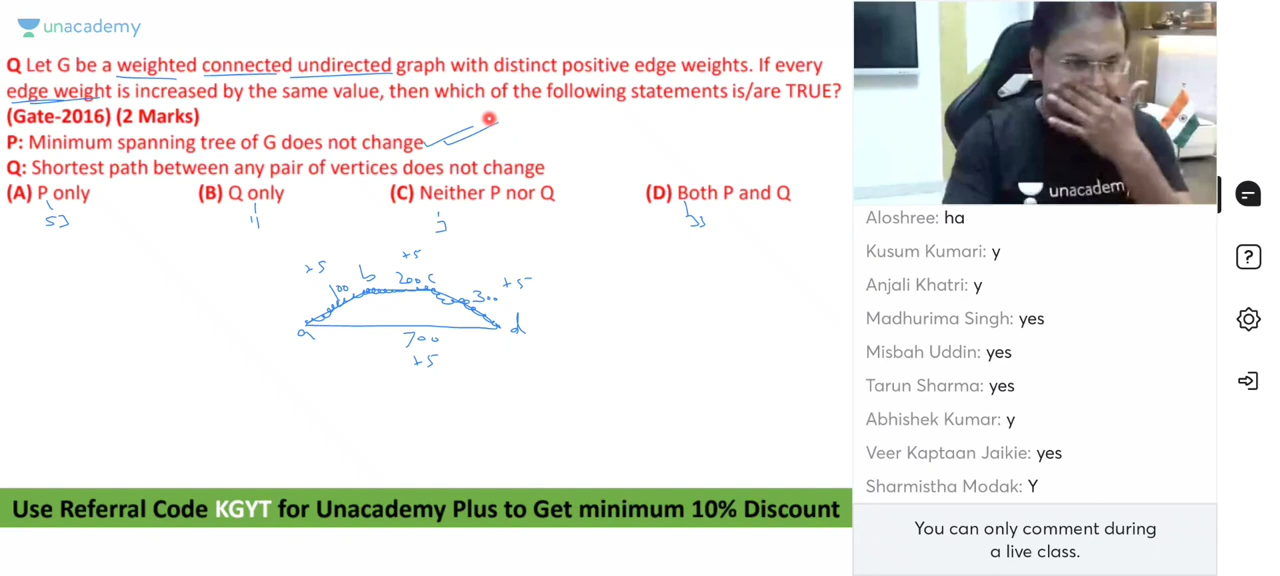 unacademy
Q Let G be a weighted connected undirected graph with distinct positive edge weights. If every
edge weight is increased by the same value, then which of the following statements is/are TRUE?
(Gate-2016) (2 Marks)
P: Minimum spanning tree of G does not change
Q: Shortest path between any pair of vertices does not change
(A) P only (B) Q only (C) Neither P nor Q (D) Both P and Q
53 11 33
+5 100 b +5 200 c 300 +5
a 700 d
+5
Use Referral Code KGYT for Unacademy Plus to Get minimum 10% Discount
unacademy
Aloshree: ha
Kusum Kumari: y
Anjali Khatri: y
Madhurima Singh: yes
Misbah Uddin: yes
Tarun Sharma: yes
Abhishek Kumar: y
Veer Kaptaan Jaikie: yes
Sharmistha Modak: Y
You can only comment during
a live class.